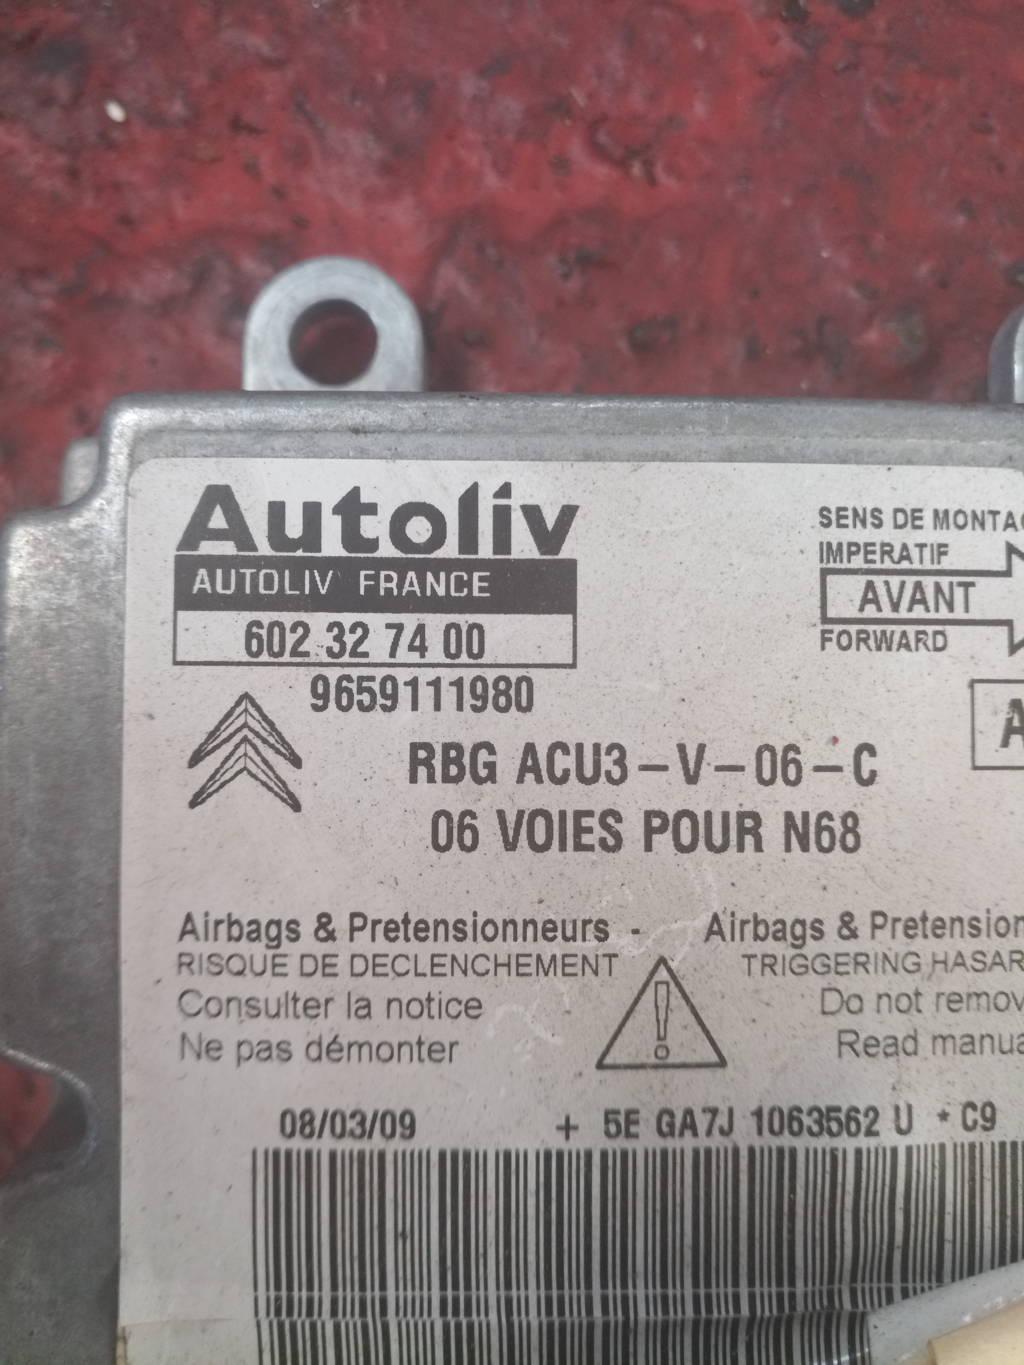 Autoliv
AUTOLIV FRANCE
602 32 74 00
9659111980
SENS DE MONTAG
IMPERATIF
AVANT
FORWARD
A
RBG ACU3-V-06-C
06 VOIES POUR N68
Airbags & Pretensionneurs -
RISQUE DE DECLENCHEMENT
Consulter la notice
Ne pas démonter
Airbags & Pretension
TRIGGERING HASAR
Do not remov
Read manua
08/03/09 + 5E GA7J 1063562 U * C9